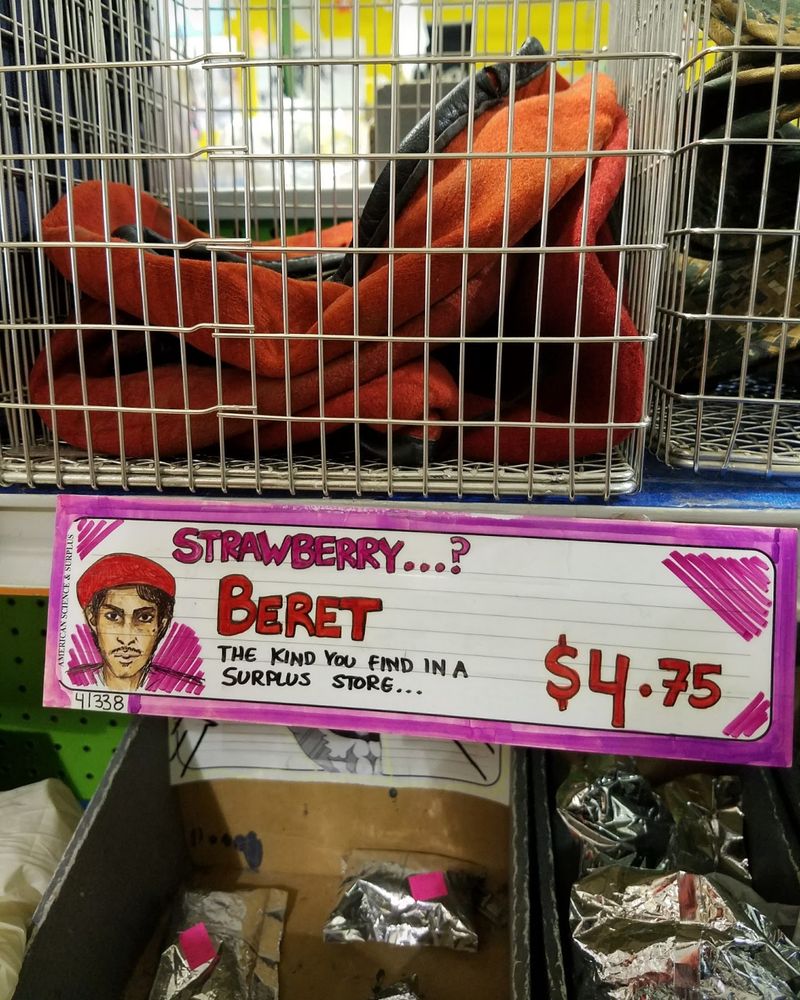 STRAWBERRY...?
BERET
THE KIND YOU FIND IN A
SURPLUS STORE...
$4.75
AMERICAN SCIENCE & SURPLUS
41338